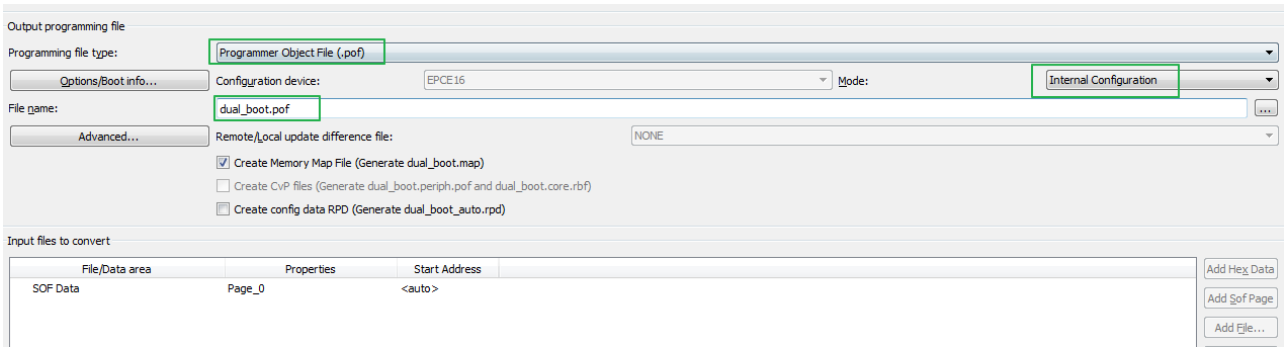 Output programming file
Programming file type: Programmer Object File (.pof)
Options/Boot info... Configuration device: EPCE16 Mode: Internal Configuration
File name: dual_boot.pof ...
Advanced... Remote/Local update difference file: NONE
Create Memory Map File (Generate dual_boot.map)
Create CvP files (Generate dual_boot.periph.pof and dual_boot.core.rbf)
Create config data RPD (Generate dual_boot_auto.rpd)
Input files to convert
File/Data area Properties Start Address
Add Hex Data
SOF Data Page_0 <auto>
Add Sof Page
Add File...